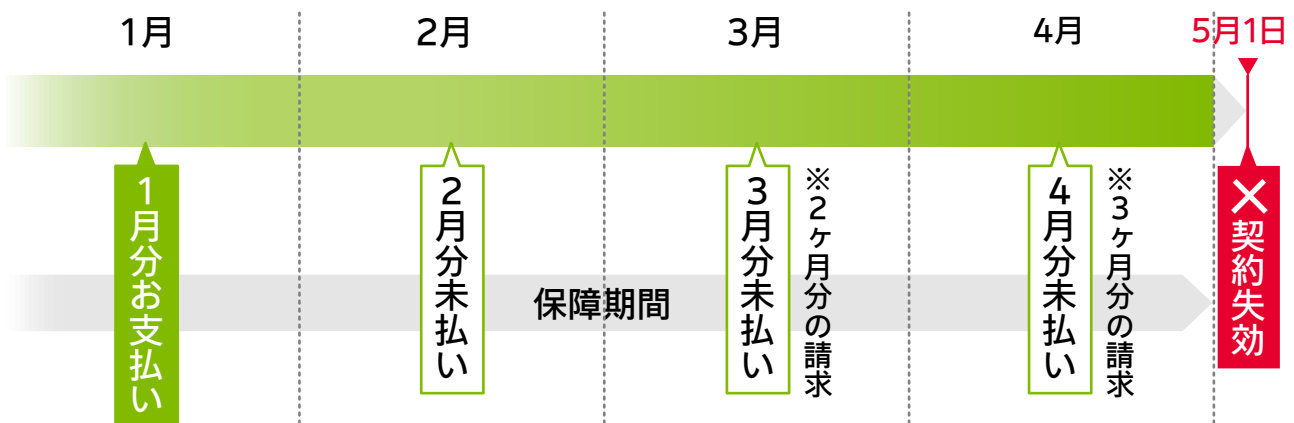 1月
2月
3月
4月
5月1日
1月分お支払い
2月分未払い
3月分未払い
※2ヶ月分の請求
4月分未払い
※3ヶ月分の請求
×契約失効
保障期間